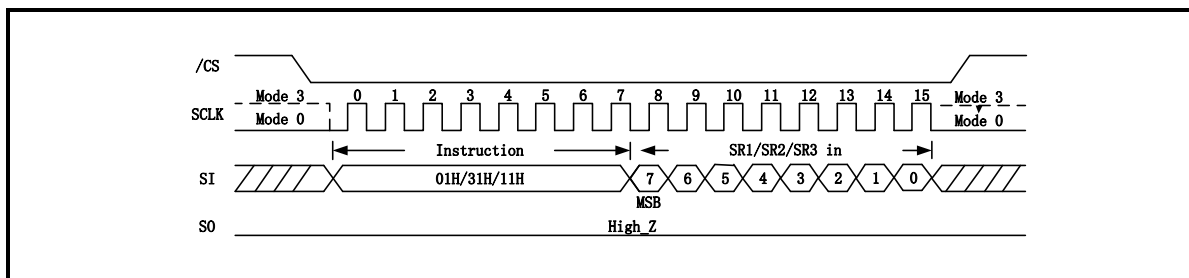 /CS
Mode 3 0 1 2 3 4 5 6 7 8 9 10 11 12 13 14 15 Mode 3
SCLK
Mode 0 Mode 0
Instruction SR1/SR2/SR3 in
SI 01H/31H/11H 7 6 5 4 3 2 1 0
MSB
SO High_Z